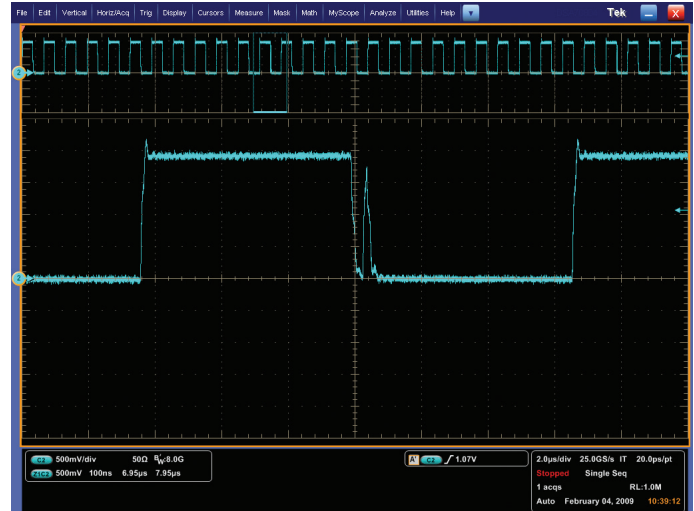 File Edit Vertical Horiz/Acq Trig Display Cursors Measure Mask Math MyScope Analyze Utilities Help Tek X
2
2
C2 500mV/div 50Ω BW:8.0G
Z1C2 500mV 100ns 6.95µs 7.95µs
A' C2 1.07V
2.0µs/div 25.0GS/s IT 20.0ps/pt
Stopped Single Seq
1 acqs RL:1.0M
Auto February 04, 2009 10:39:12